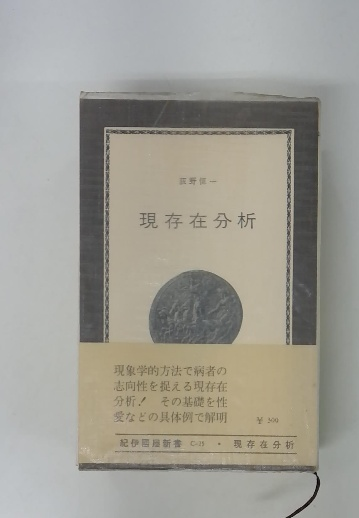 荻野恒一
現存在分析
現象学的方法で病者の
志向性を捉える現存在
分析！ その基礎を性
愛などの具体例で解明
¥ 300
紀伊國屋新書 C-21 ・ 現存在分析